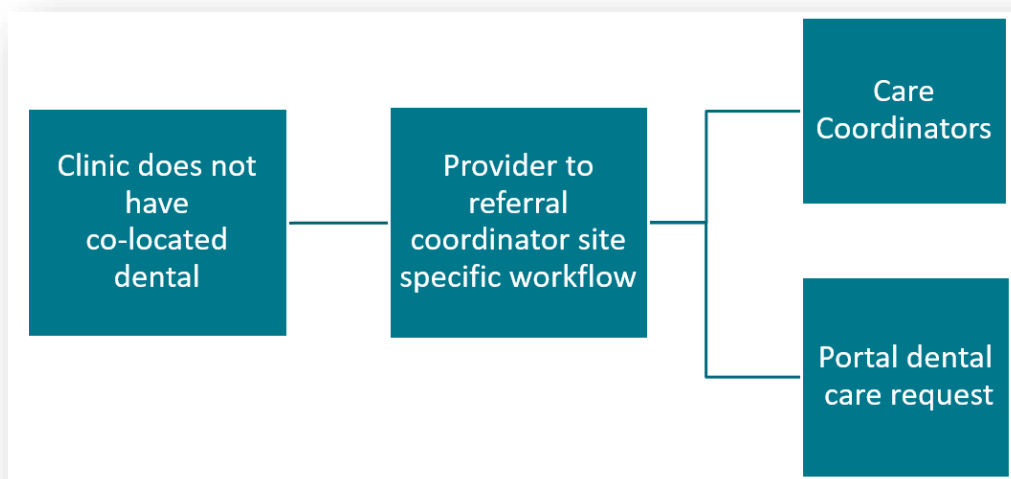 Clinic does not
have
co-located
dental
Provider to
referral
coordinator site
specific workflow
Care
Coordinators
Portal dental
care request